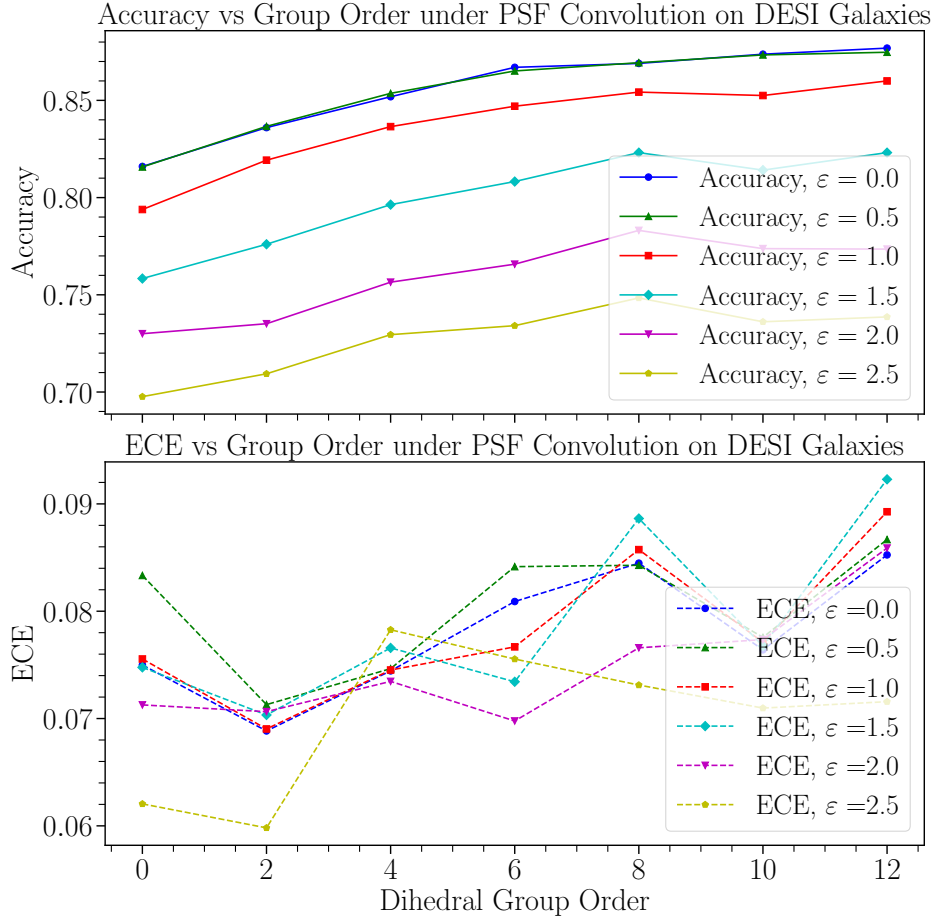 Accuracy vs Group Order under PSF Convolution on DESI Galaxies
Accuracy
0.85
0.80
0.75
0.70
Accuracy, ε = 0.0
Accuracy, ε = 0.5
Accuracy, ε = 1.0
Accuracy, ε = 1.5
Accuracy, ε = 2.0
Accuracy, ε = 2.5
ECE vs Group Order under PSF Convolution on DESI Galaxies
ECE
0.09
0.08
0.07
0.06
ECE, ε =0.0
ECE, ε =0.5
ECE, ε =1.0
ECE, ε =1.5
ECE, ε =2.0
ECE, ε =2.5
0 2 4 6 8 10 12
Dihedral Group Order